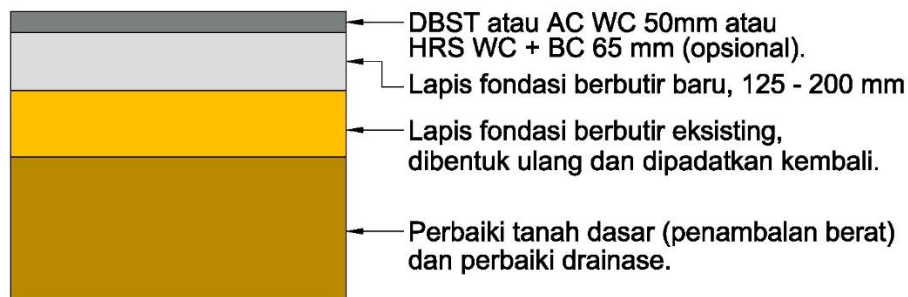 DBST atau AC WC 50mm atau
HRS WC + BC 65 mm (opsional).
Lapis fondasi berbutir baru, 125 - 200 mm
Lapis fondasi berbutir eksisting,
dibentuk ulang dan dipadatkan kembali.
Perbaiki tanah dasar (penambalan berat)
dan perbaiki drainase.